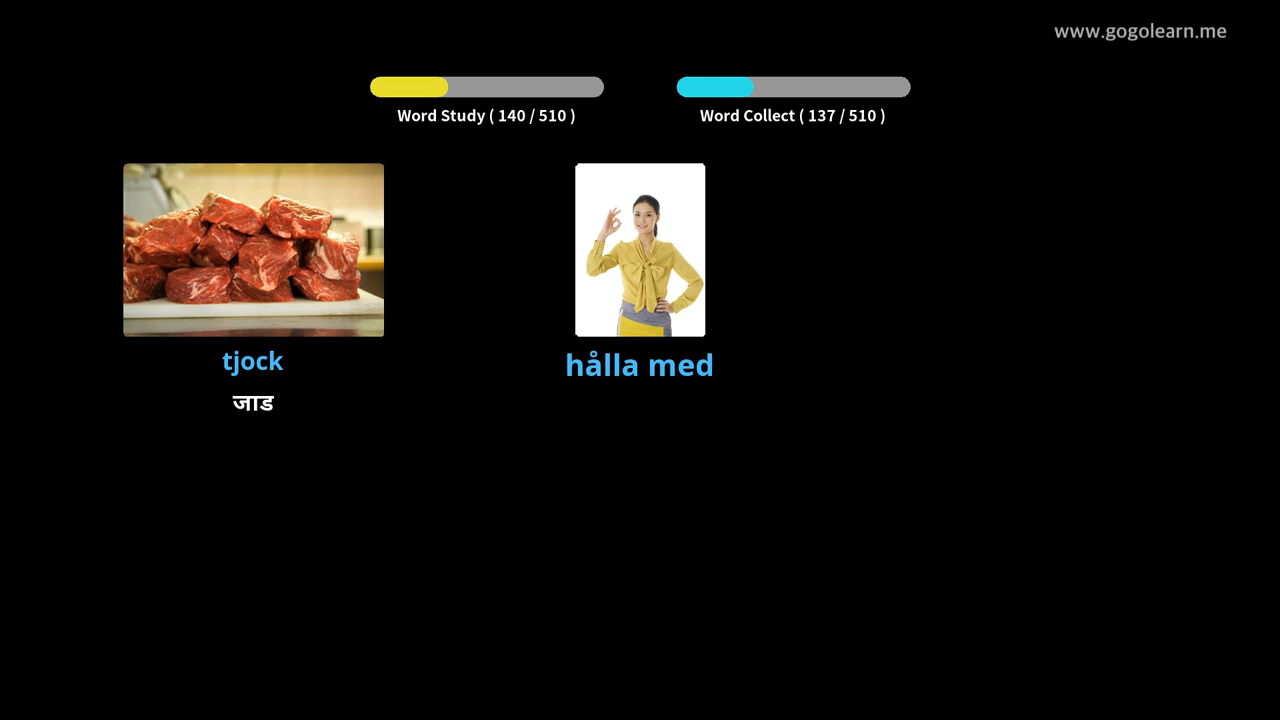 www.gogolearn.me
Word Study ( 140 / 510 )
Word Collect ( 137 / 510 )
tjock
hålla med
जाड